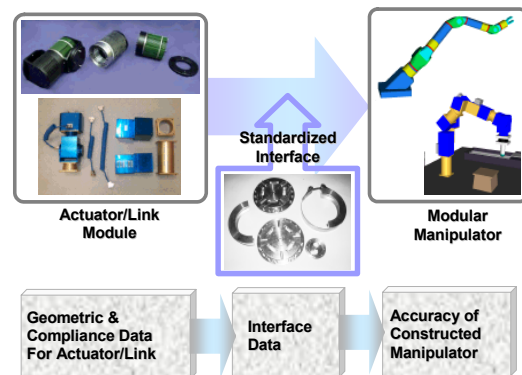 Standardized
Interface
Actuator/Link
Module
Modular
Manipulator
Geometric &
Compliance Data
For Actuator/Link
Interface
Data
Accuracy of
Constructed
Manipulator